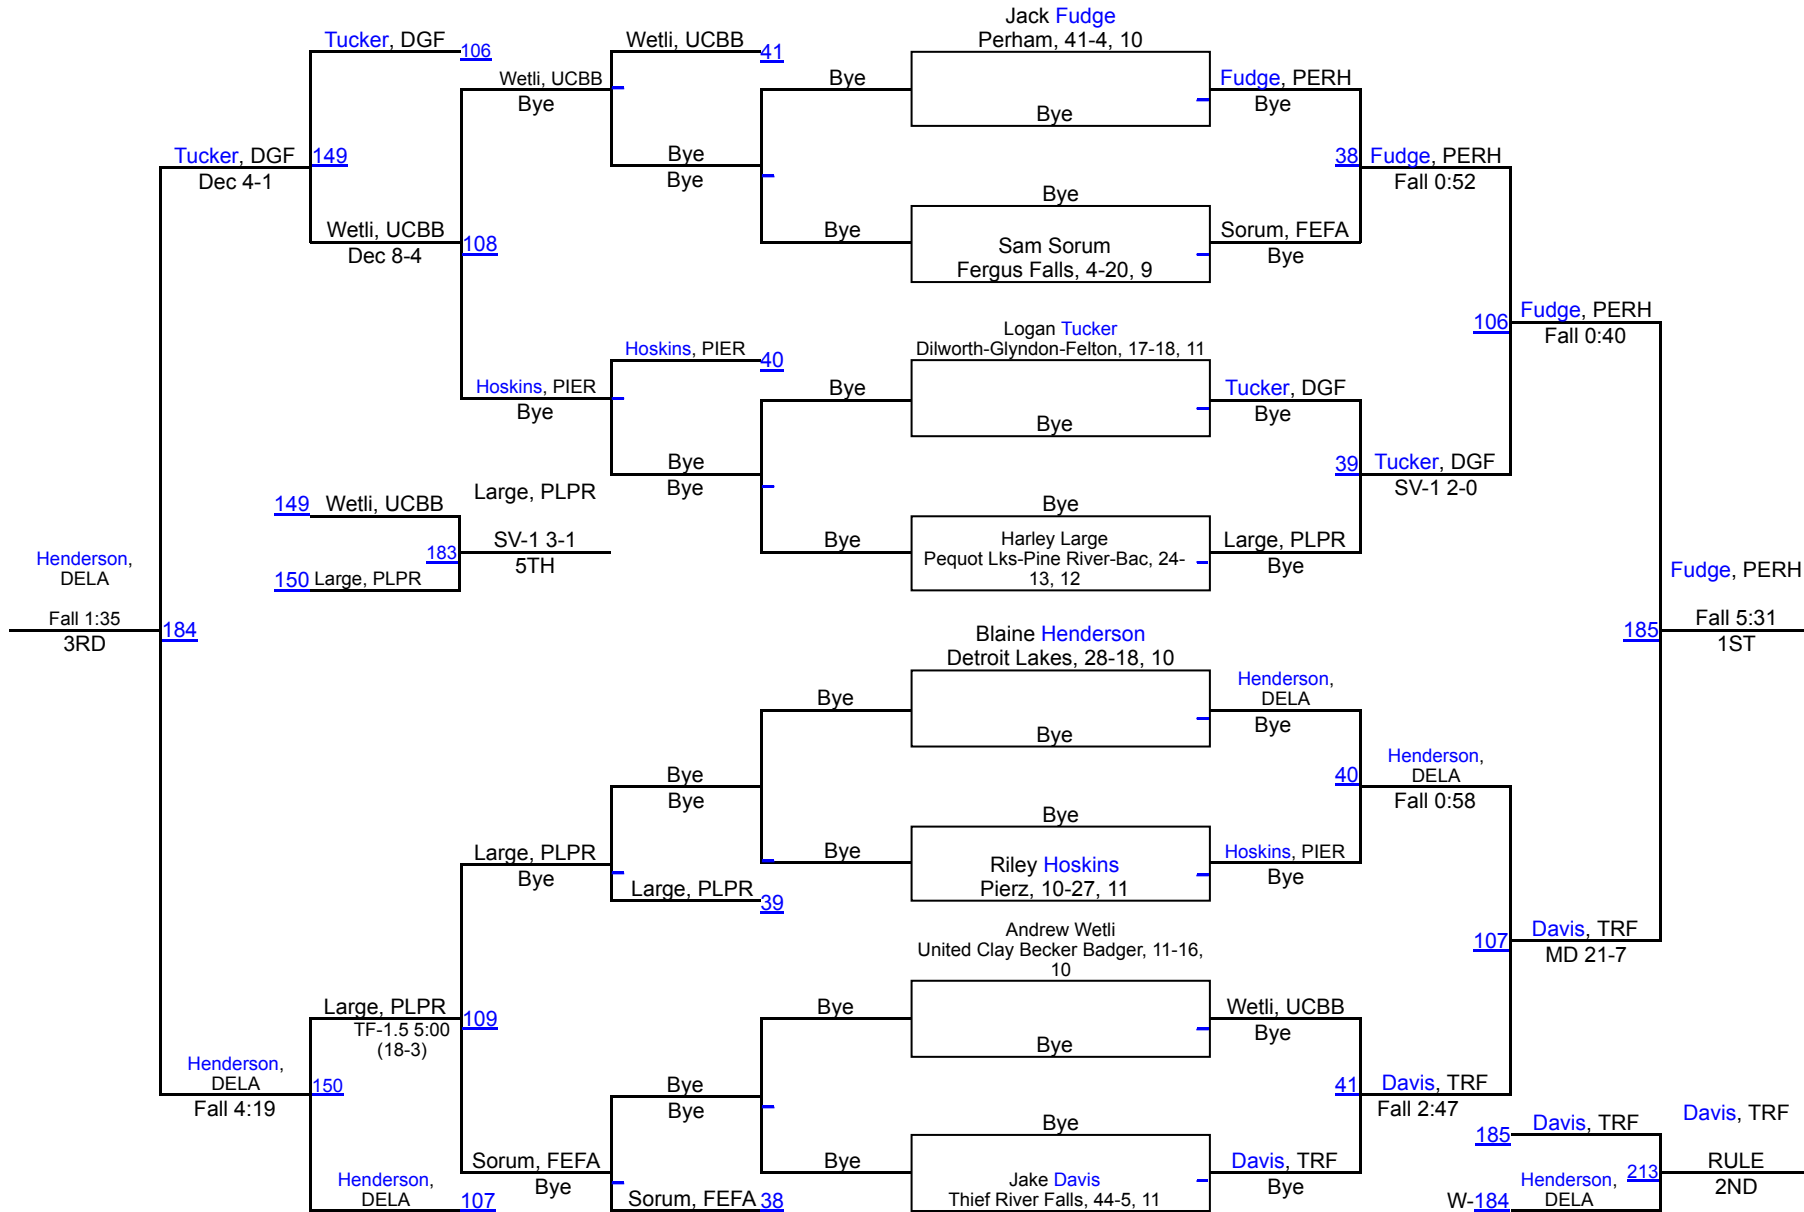 Jack Fudge
Perham, 41-4, 10
Tucker, DGF
106
Wetli, UCBB
41
Wetli, UCBB
Bye
Bye
Bye
Fudge, PERH
Bye
Tucker, DGF
149
Dec 4-1
Bye
Bye
38
Fudge, PERH
Fall 0:52
Bye
Wetli, UCBB
108
Dec 8-4
Bye
Sam Sorum
Fergus Falls, 4-20, 9
Sorum, FEFA
Bye
106
Fudge, PERH
Fall 0:40
Logan Tucker
Dilworth-Glyndon-Felton, 17-18, 11
Hoskins, PIER
40
Hoskins, PIER
Bye
Bye
Bye
Tucker, DGF
Bye
Bye
Bye
39
Tucker, DGF
SV-1 2-0
149
Wetli, UCBB
Large, PLPR
183
SV-1 3-1
5TH
150
Large, PLPR
Bye
Bye
Harley Large
Pequot Lks-Pine River-Bac, 24-
13, 12
Large, PLPR
Bye
Henderson,
DELA
Fall 1:35
3RD
184
Fudge, PERH
185
Fall 5:31
1ST
Blaine Henderson
Detroit Lakes, 28-18, 10
Bye
Bye
Henderson,
DELA
Bye
Bye
Bye
40
Henderson,
DELA
Fall 0:58
Large, PLPR
Bye
Large, PLPR
39
Bye
Bye
Riley Hoskins
Pierz, 10-27, 11
Hoskins, PIER
Bye
107
Davis, TRF
MD 21-7
Andrew Wetli
United Clay Becker Badger, 11-16,
10
Large, PLPR
109
TF-1.5 5:00
(18-3)
Bye
Bye
Wetli, UCBB
Bye
Henderson,
DELA
150
Fall 4:19
Bye
Bye
41
Davis, TRF
Fall 2:47
Bye
Sorum, FEFA
Bye
Bye
Jake Davis
Thief River Falls, 44-5, 11
Davis, TRF
Bye
Henderson,
DELA
107
Sorum, FEFA
38
185
Davis, TRF
Davis, TRF
213
RULE
2ND
W-184
Henderson,
DELA